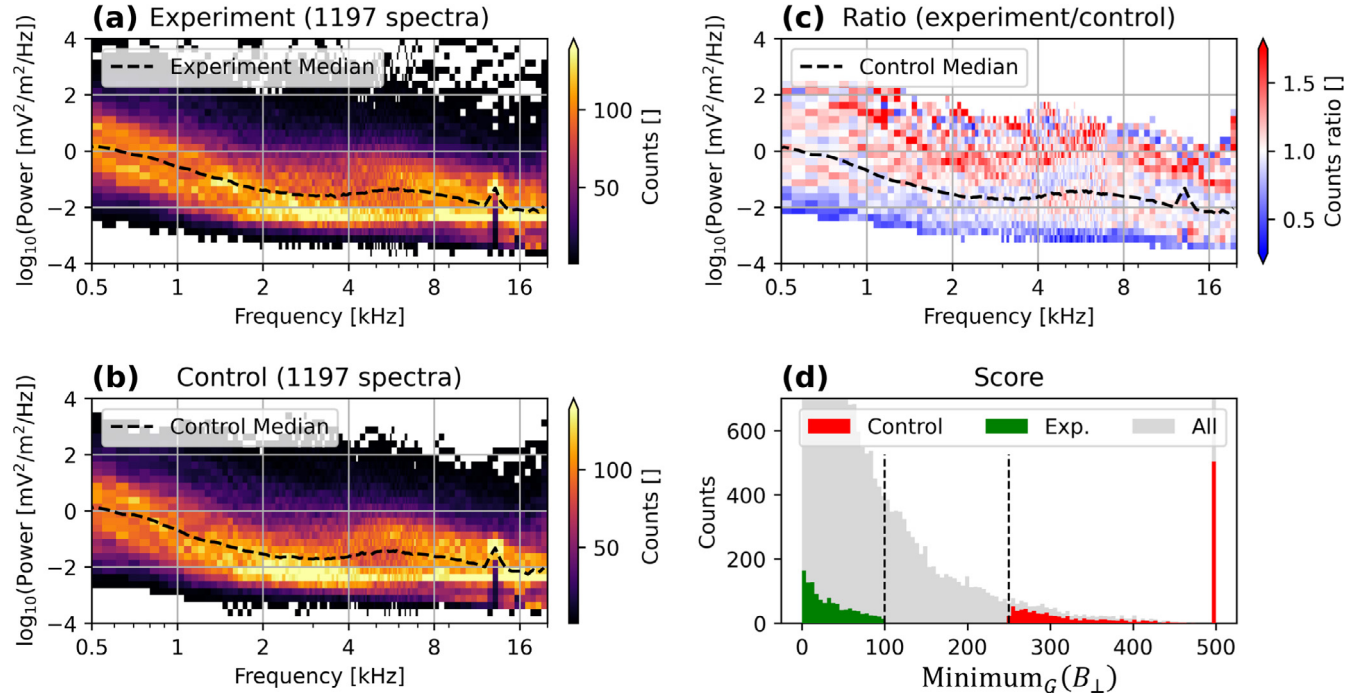 (a) Experiment (1197 spectra)
log₁₀(Power [mV²/m²/Hz])
4
2
0
−2
−4
Experiment Median
0.5 1 2 4 8 16
Frequency [kHz]
100
50
Counts []
(c) Ratio (experiment/control)
log₁₀(Power [mV²/m²/Hz])
4
2
0
−2
−4
Control Median
0.5 1 2 4 8 16
Frequency [kHz]
1.5
1.0
0.5
Counts ratio []
(b) Control (1197 spectra)
log₁₀(Power [mV²/m²/Hz])
4
2
0
−2
−4
Control Median
0.5 1 2 4 8 16
Frequency [kHz]
100
50
Counts []
(d) Score
Counts
600
400
200
0
Control Exp. All
0 100 200 300 400 500
Minimum_G(B_⊥)